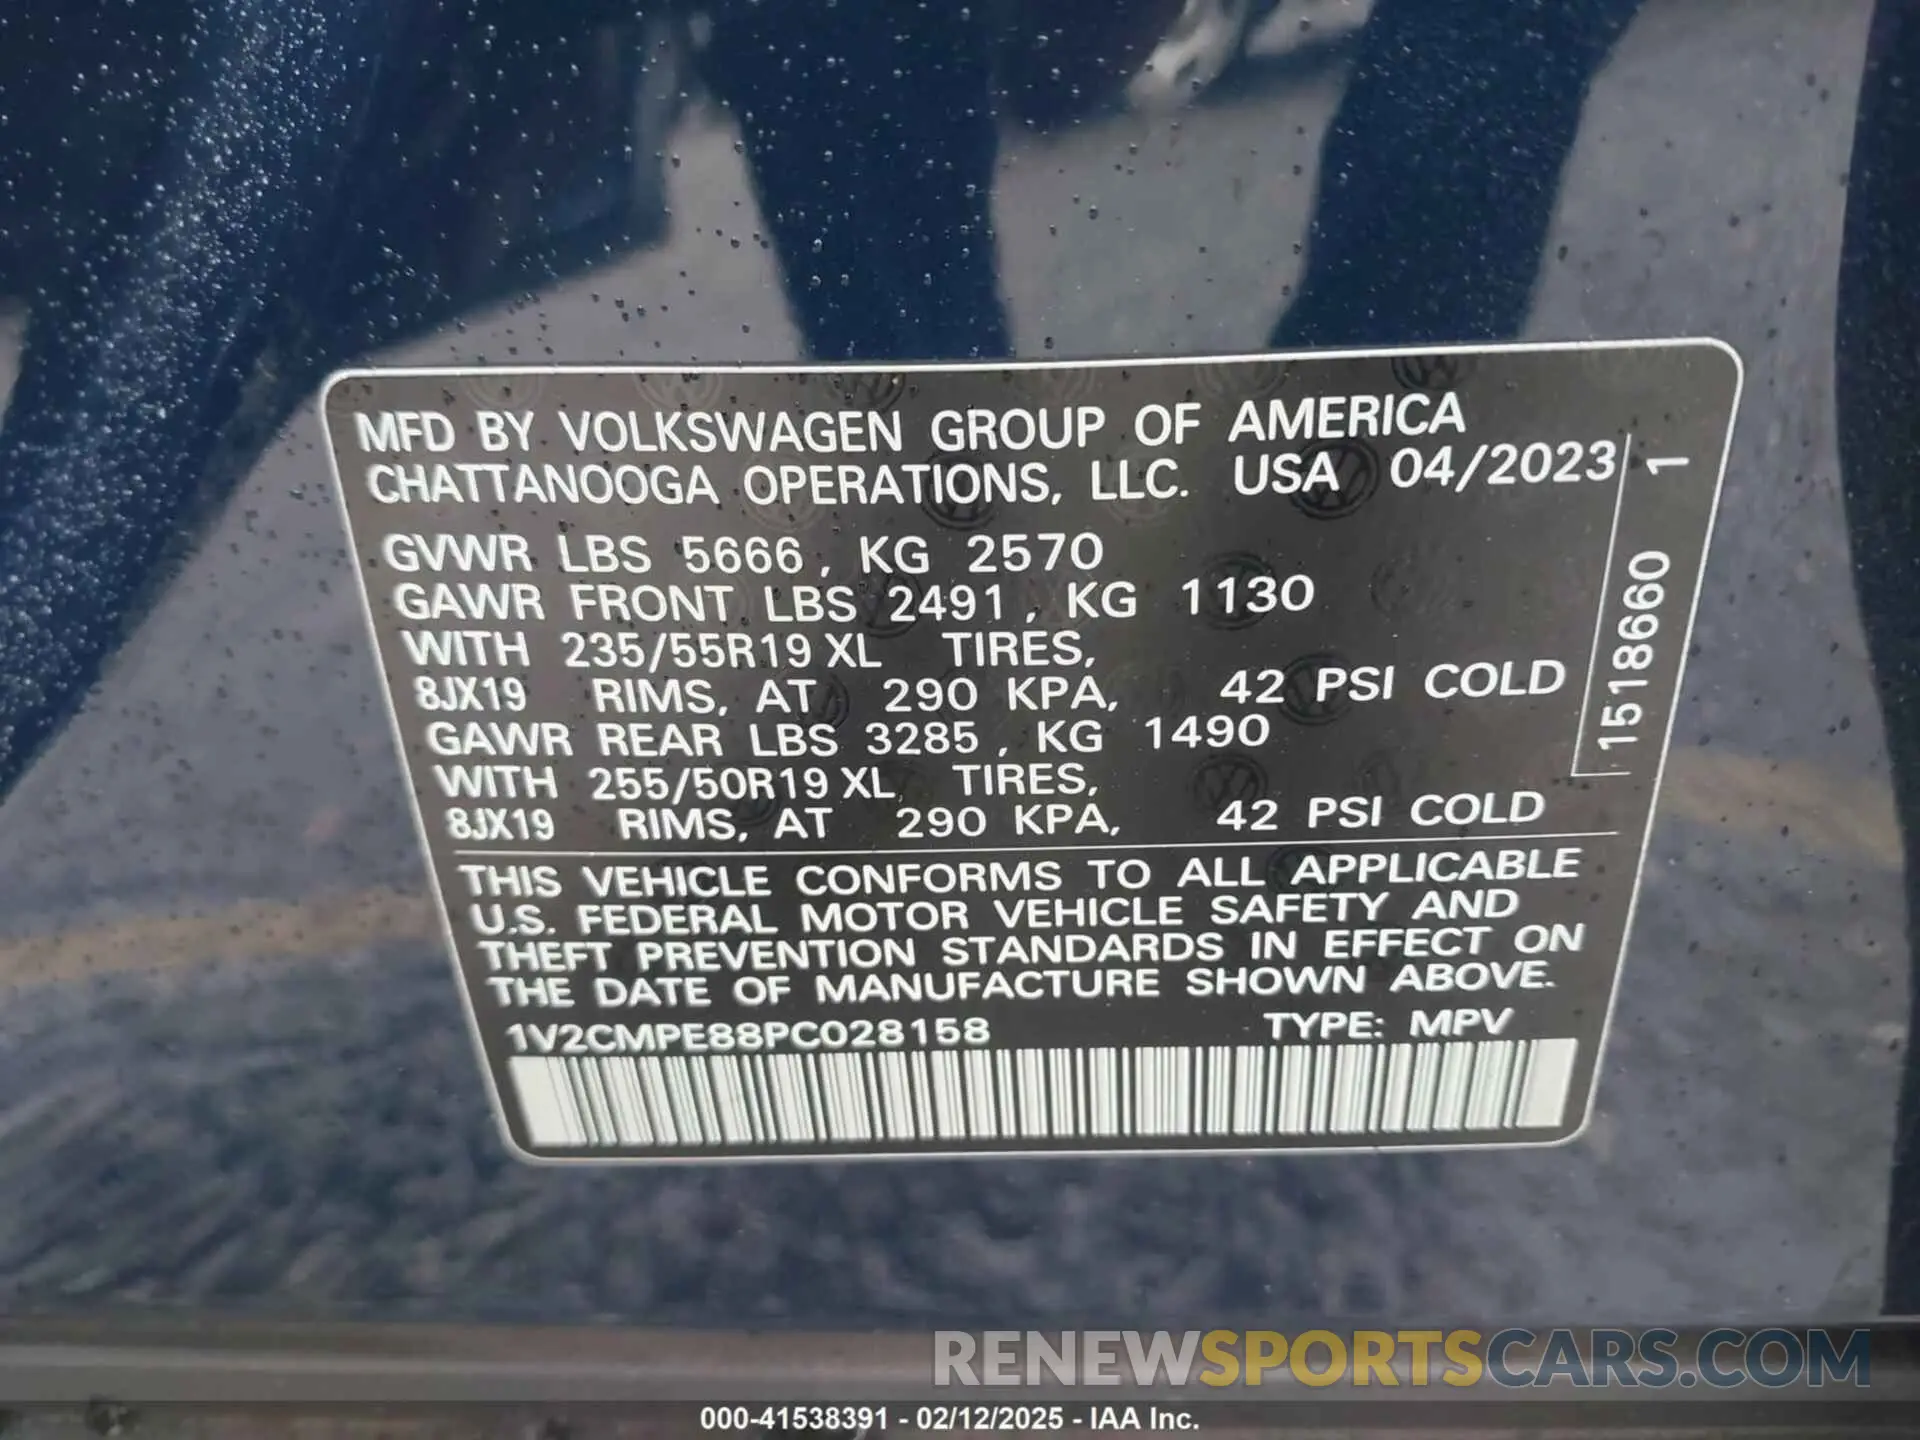 MFD BY VOLKSWAGEN GROUP OF AMERICA
CHATTANOOGA OPERATIONS, LLC. USA 04/2023
GVWR LBS 5666, KG 2570
GAWR FRONT LBS 2491, KG 1130
WITH 235/55R19 XL TIRES,
8JX19 RIMS, AT 290 KPA, 42 PSI COLD
GAWR REAR LBS 3285, KG 1490
WITH 255/50R19 XL TIRES,
8JX19 RIMS, AT 290 KPA, 42 PSI COLD
THIS VEHICLE CONFORMS TO ALL APPLICABLE
U.S. FEDERAL MOTOR VEHICLE SAFETY AND
THEFT PREVENTION STANDARDS IN EFFECT ON
THE DATE OF MANUFACTURE SHOWN ABOVE.
1V2CMPE88PC028158 TYPE: MPV
1518660 1
RENEWSPORTSCARS.COM
000-41538391 - 02/12/2025 - IAA Inc.